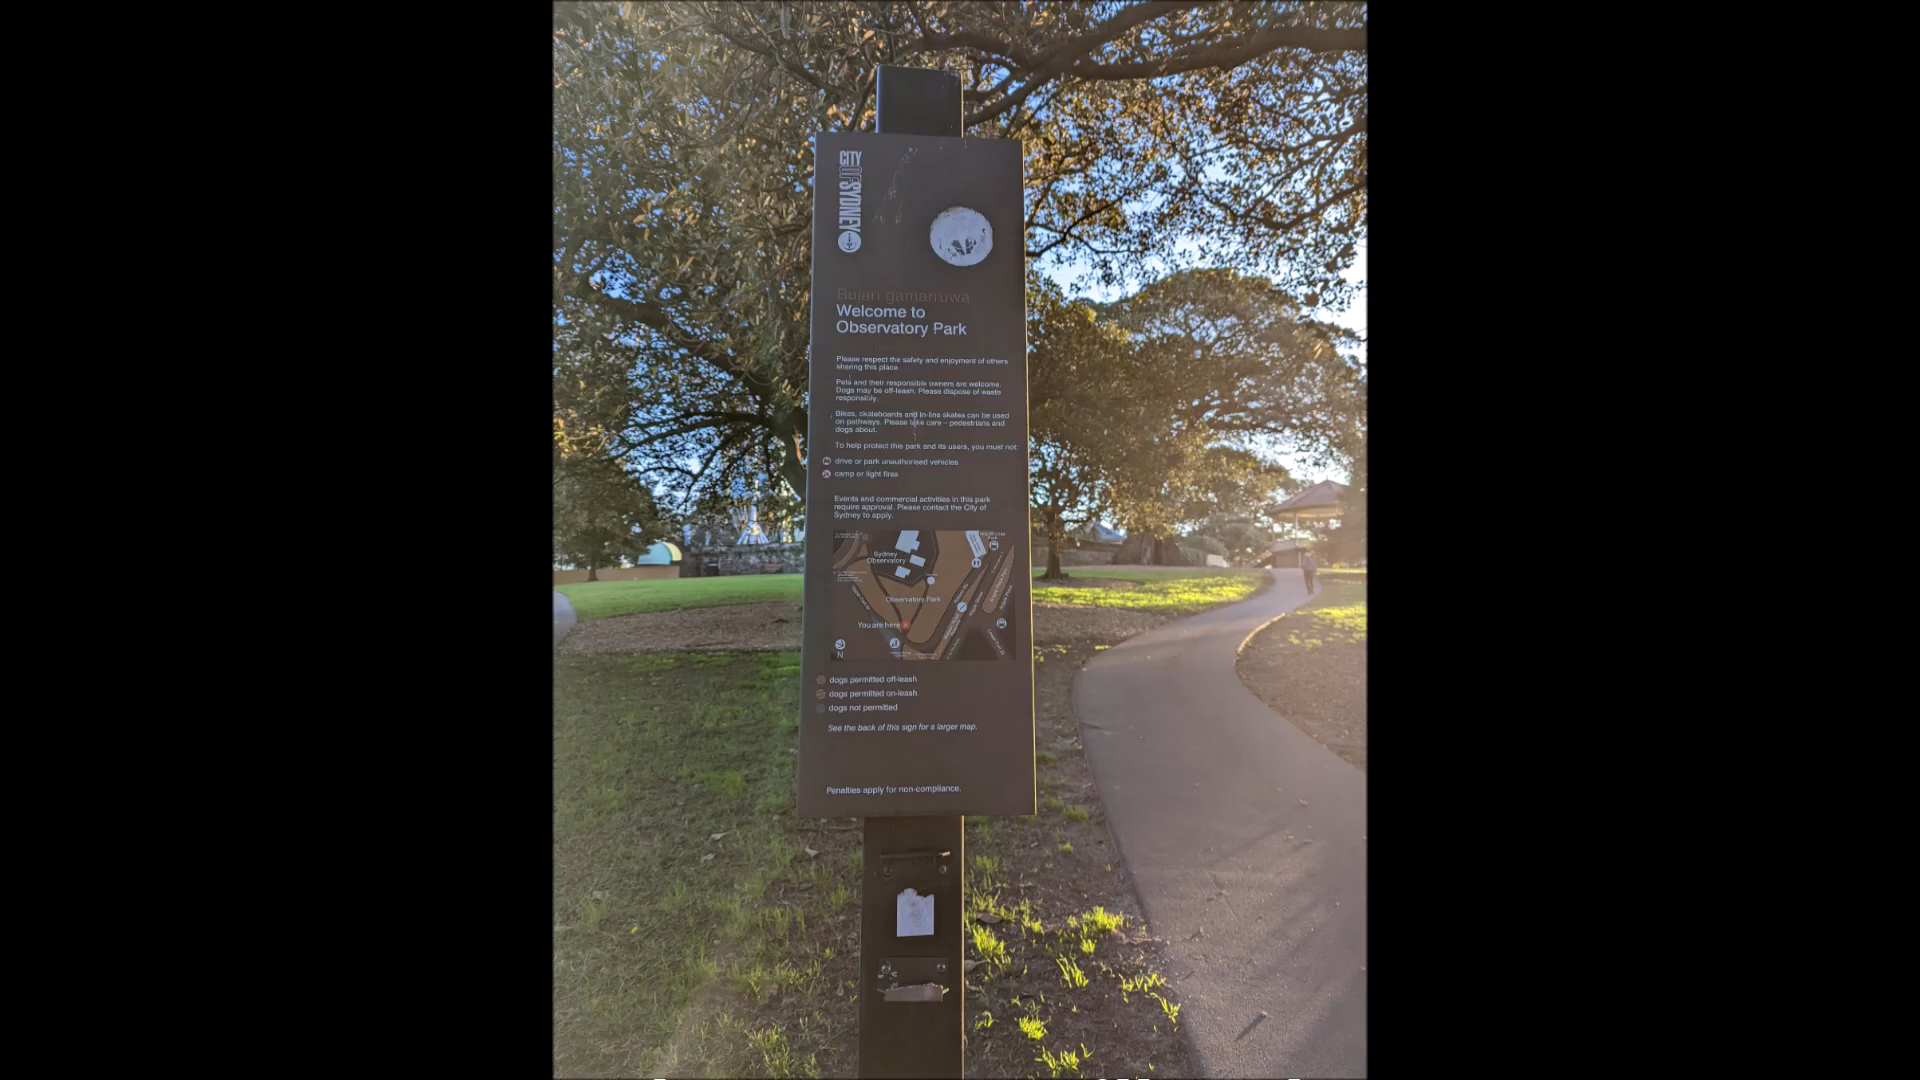 CITY
OF SYDNEY
Bujari gamarruwa
Welcome to
Observatory Park
Please respect the safety and enjoyment of others
sharing this place.
Pets and their responsible owners are welcome.
Dogs may be off-leash. Please dispose of waste
responsibly.
Bikes, skateboards and in-line skates can be used
on pathways. Please take care – pedestrians and
dogs about.
To help protect this park and its users, you must not:
drive or park unauthorised vehicles
camp or light fires
Events and commercial activities in this park
require approval. Please contact the City of
Sydney to apply.
Sydney
Observatory
Observatory Park
You are here
N
dogs permitted off-leash
dogs permitted on-leash
dogs not permitted
See the back of this sign for a larger map.
Penalties apply for non-compliance.